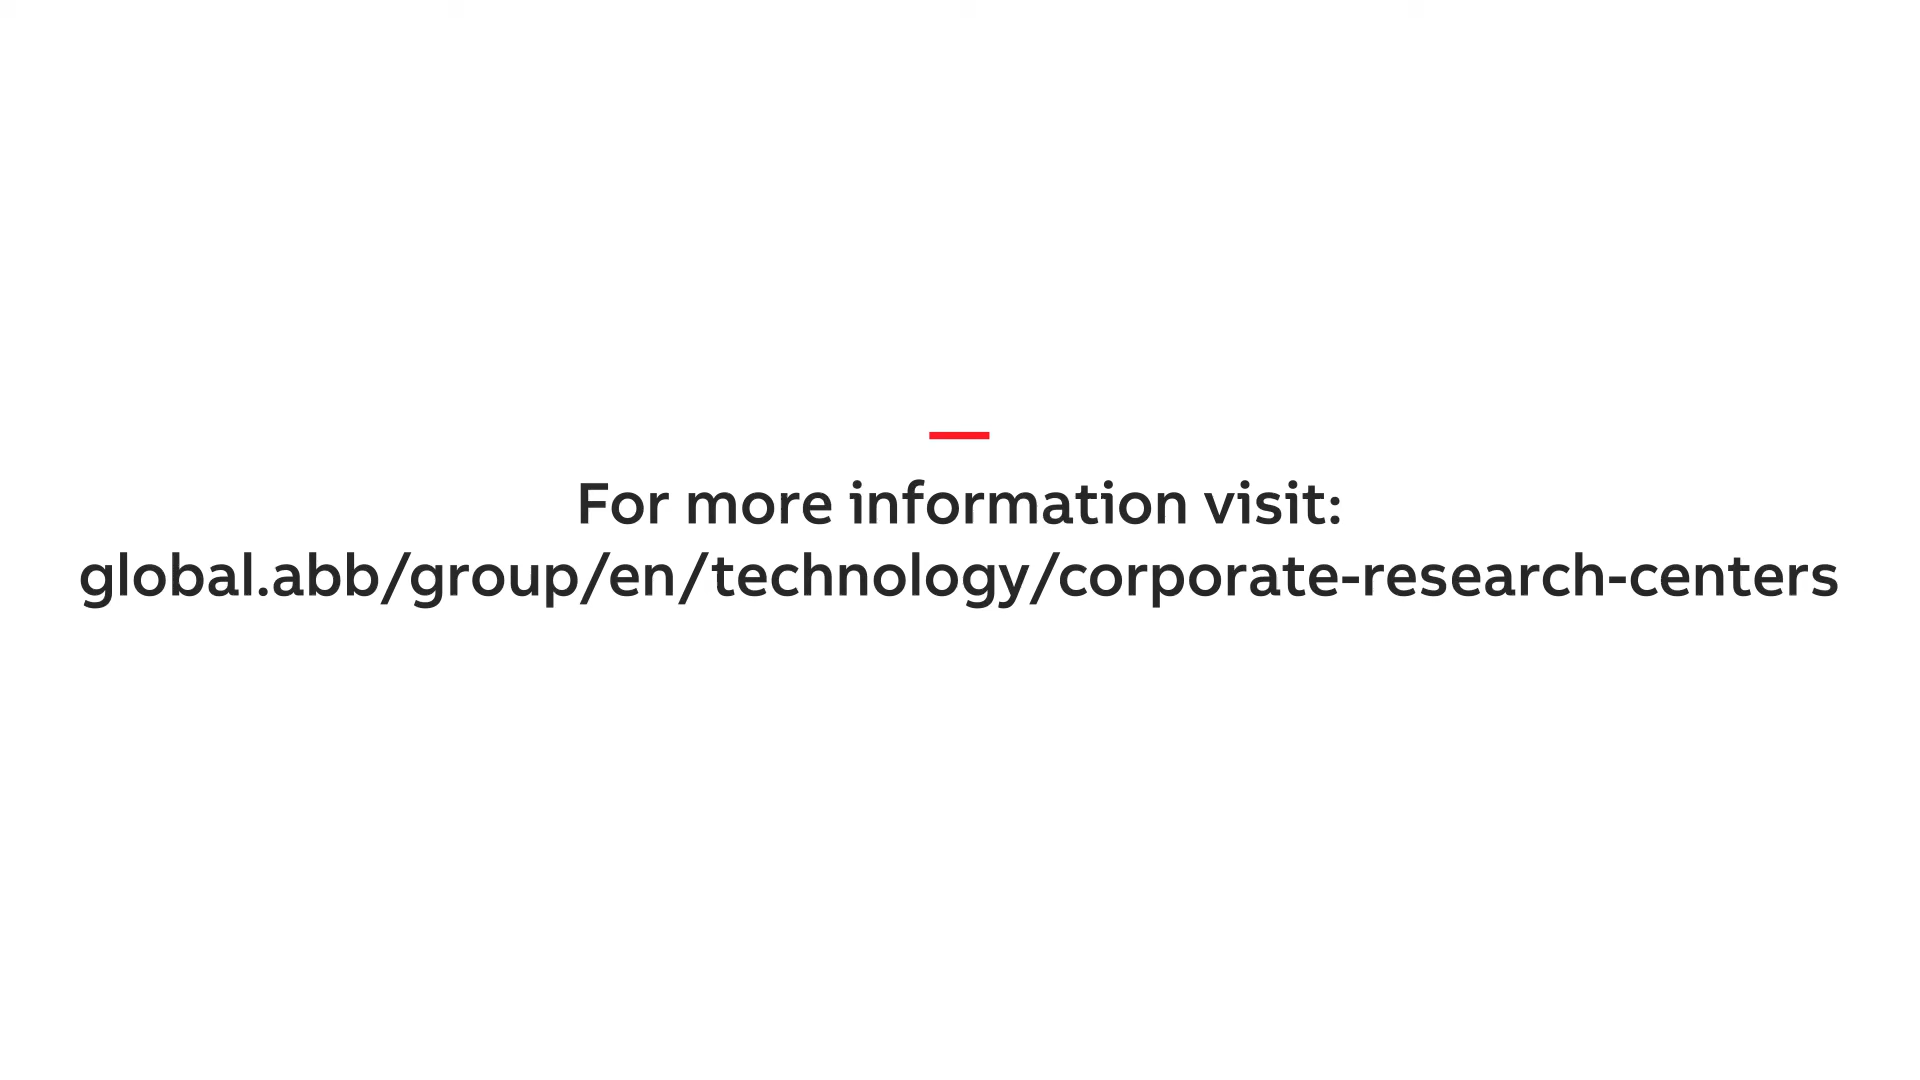 For more information visit:
global.abb/group/en/technology/corporate-research-centers